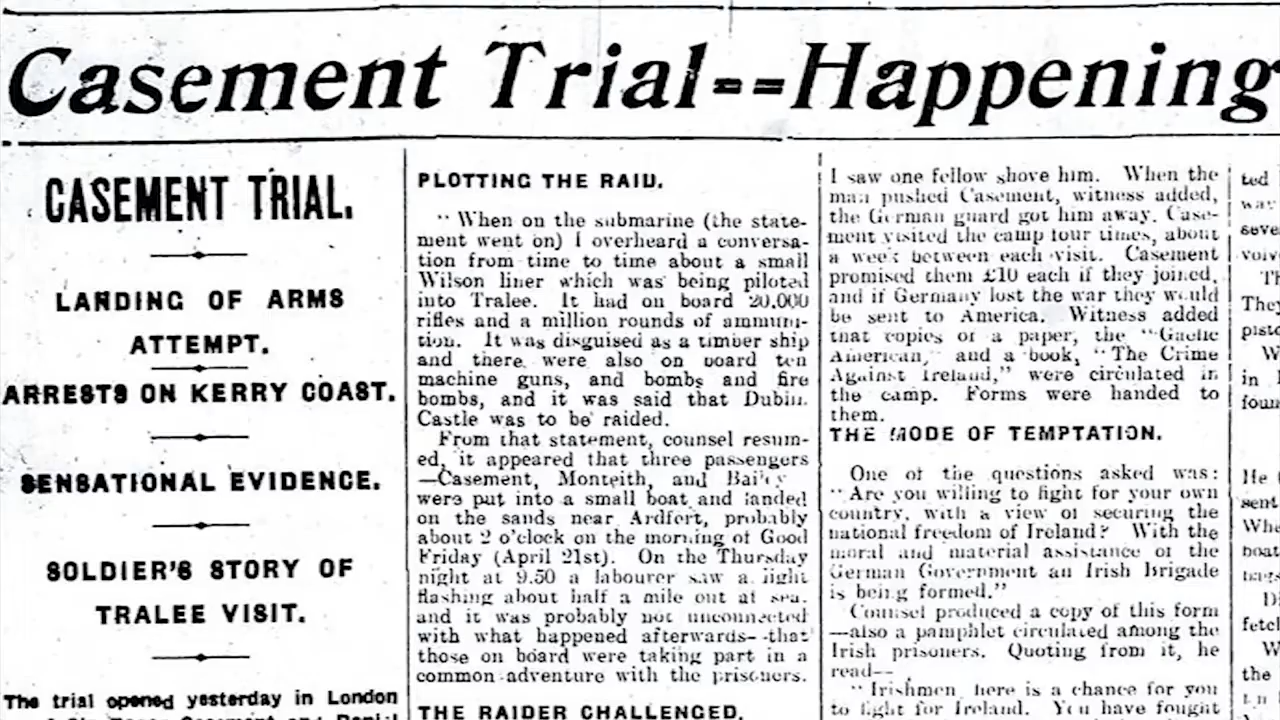 Casement Trial--Happening
CASEMENT TRIAL.
LANDING OF ARMS
ATTEMPT.
ARRESTS ON KERRY COAST.
SENSATIONAL EVIDENCE.
SOLDIER'S STORY OF
TRALEE VISIT.
The trial opened yesterday in London
PLOTTING THE RAID.
" When on the submarine (the state-
ment went on) I overheard a conversa-
tion from time to time about a small
Wilson liner which was being piloted
into Tralee. It had on board 20,000
rifles and a million rounds of ammuni-
tion. It was disguised as a timber ship
and there were also on board ten
machine guns, and bombs and fire
bombs, and it was said that Dublin
Castle was to be raided.
From that statement, counsel resum-
ed, it appeared that three passengers
—Casement, Monteith, and Bailey
were put into a small boat and landed
on the sands near Ardfert, probably
about 2 o'clock on the morning of Good
Friday (April 21st). On the Thursday
night at 9.50 a labourer saw a light
flashing about half a mile out at sea.
and it was probably not unconnected
with what happened afterwards--that
those on board were taking part in a
common adventure with the prisoners.
THE RAIDER CHALLENGED.
I saw one fellow shove him. When the
man pushed Casement, witness added,
the German guard got him away. Case-
ment visited the camp four times, about
a week between each visit. Casement
promised them £10 each if they joined,
and if Germany lost the war they would
be sent to America. Witness added
that copies of a paper, the "Gaelic
American," and a book, "The Crime
Against Ireland," were circulated in
the camp. Forms were handed to
them.
THE MODE OF TEMPTATION.
One of the questions asked was:
"Are you willing to fight for your own
country, with a view of securing the
national freedom of Ireland? With the
moral and material assistance of the
German Government an Irish Brigade
is being formed."
Counsel produced a copy of this form
—also a pamphlet circulated among the
Irish prisoners. Quoting from it, he
read--
"Irishmen, here is a chance for you
to fight for Ireland. You have fought
ted
way
seve
The
They
pisto
W
in
foun
He
sent
Whe
boat
fetch
W
the